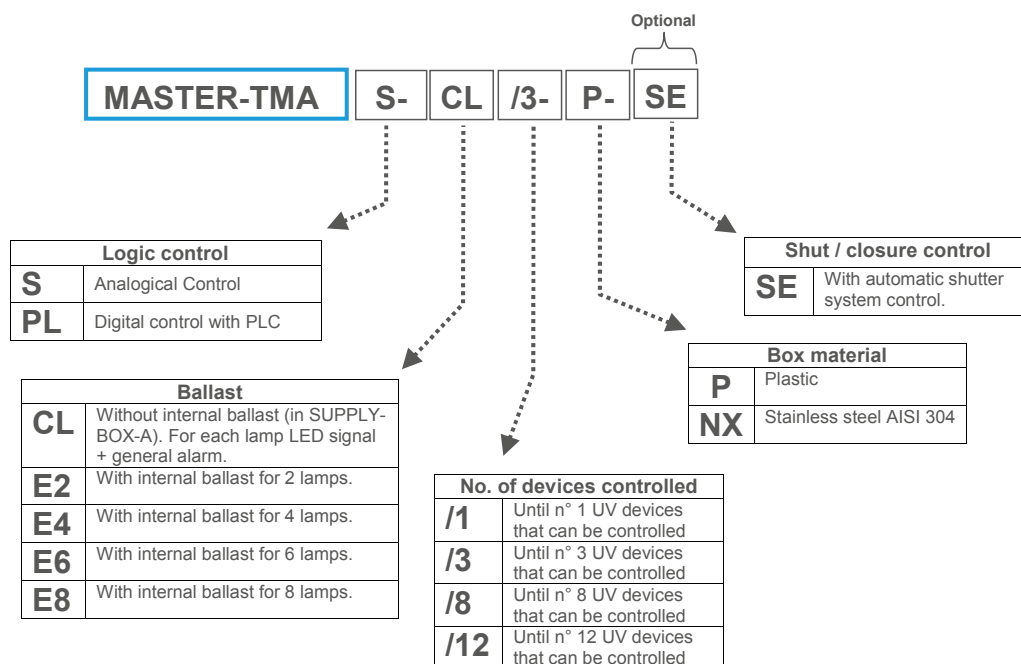 Optional
MASTER-TMA S- CL /3- P- SE
Logic control
S Analogical Control
PL Digital control with PLC
Shut / closure control
SE With automatic shutter
system control.
Box material
P Plastic
NX Stainless steel AISI 304
Ballast
CL Without internal ballast (in SUPPLY-
BOX-A). For each lamp LED signal
+ general alarm.
E2 With internal ballast for 2 lamps.
E4 With internal ballast for 4 lamps.
E6 With internal ballast for 6 lamps.
E8 With internal ballast for 8 lamps.
No. of devices controlled
/1 Until n° 1 UV devices
that can be controlled
/3 Until n° 3 UV devices
that can be controlled
/8 Until n° 8 UV devices
that can be controlled
/12 Until n° 12 UV devices
that can be controlled